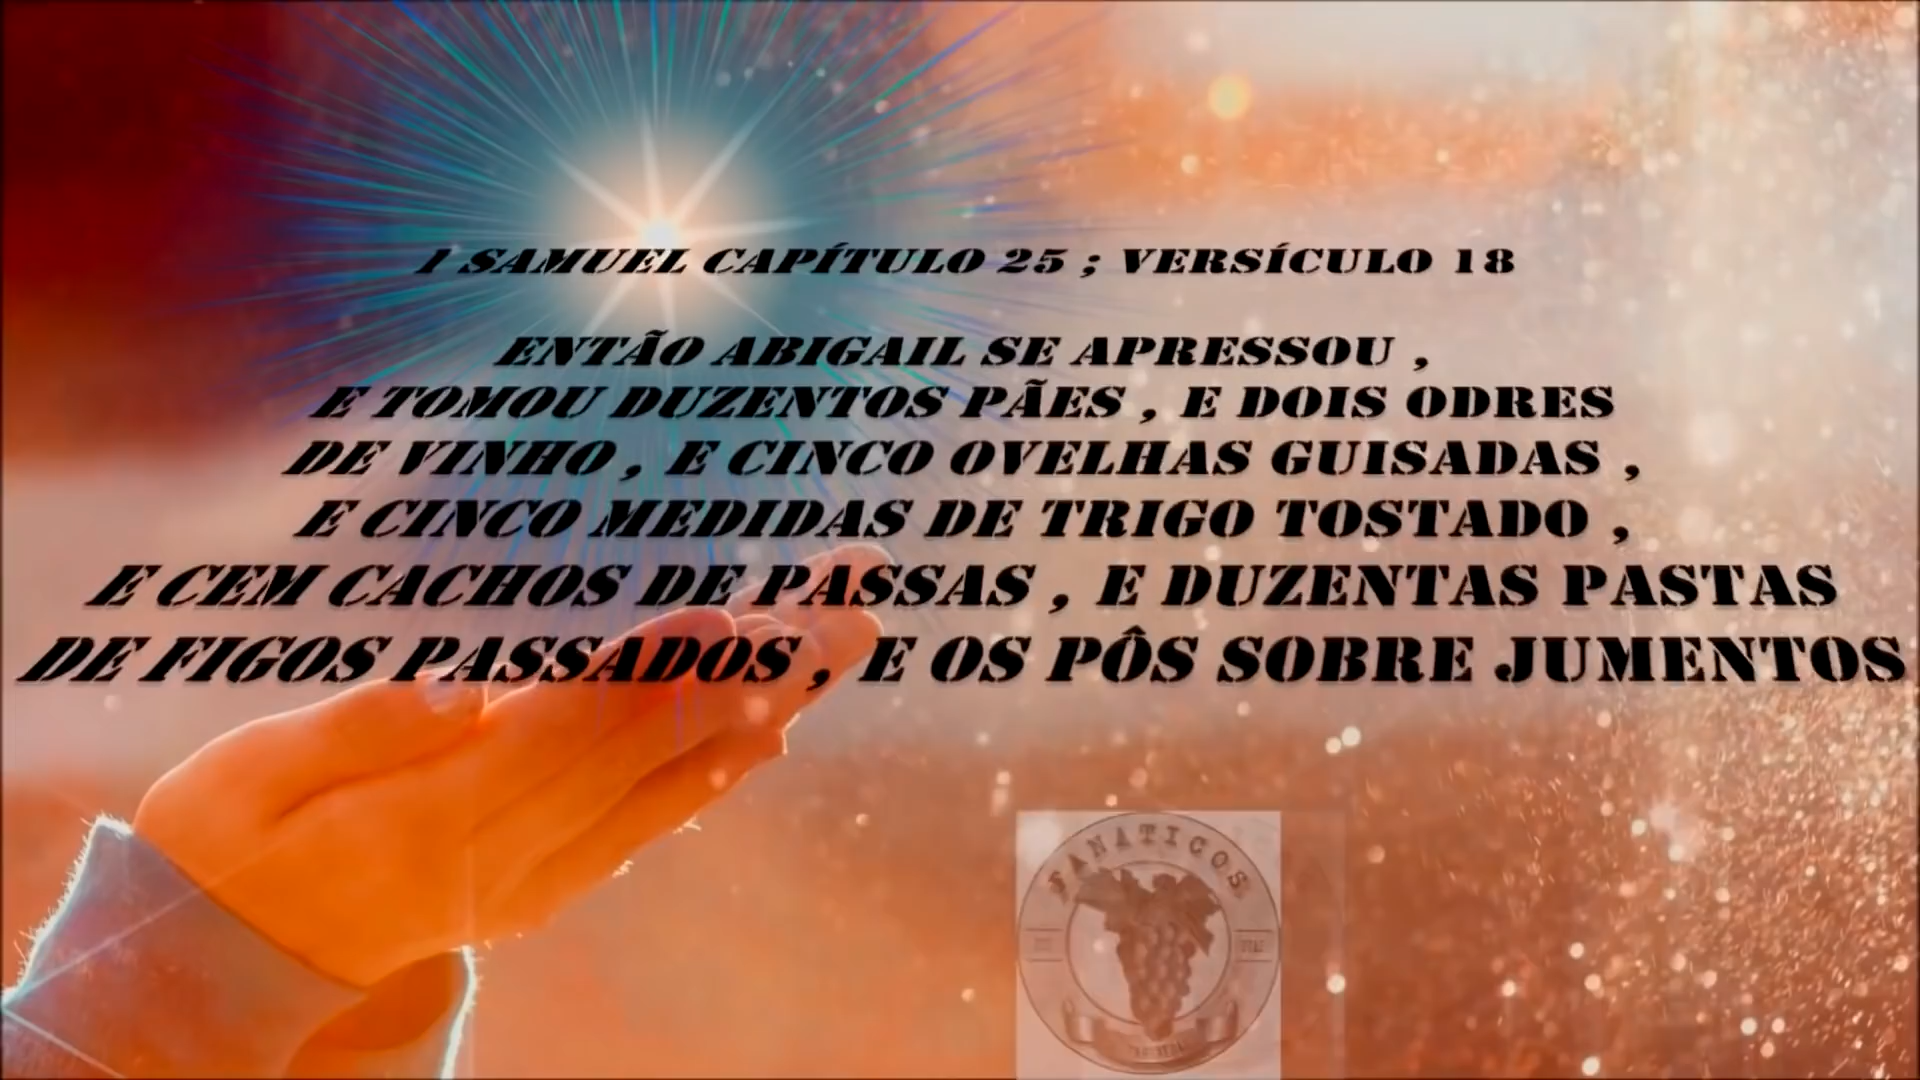 1 SAMUEL CAPÍTULO 25 ; VERSÍCULO 18
ENTÃO ABIGAIL SE APRESSOU ,
E TOMOU DUZENTOS PÃES , E DOIS ODRES
DE VINHO , E CINCO OVELHAS GUISADAS ,
E CINCO MEDIDAS DE TRIGO TOSTADO ,
E CEM CACHOS DE PASSAS , E DUZENTAS PASTAS
DE FIGOS PASSADOS , E OS PÔS SOBRE JUMENTOS
FANATICOS